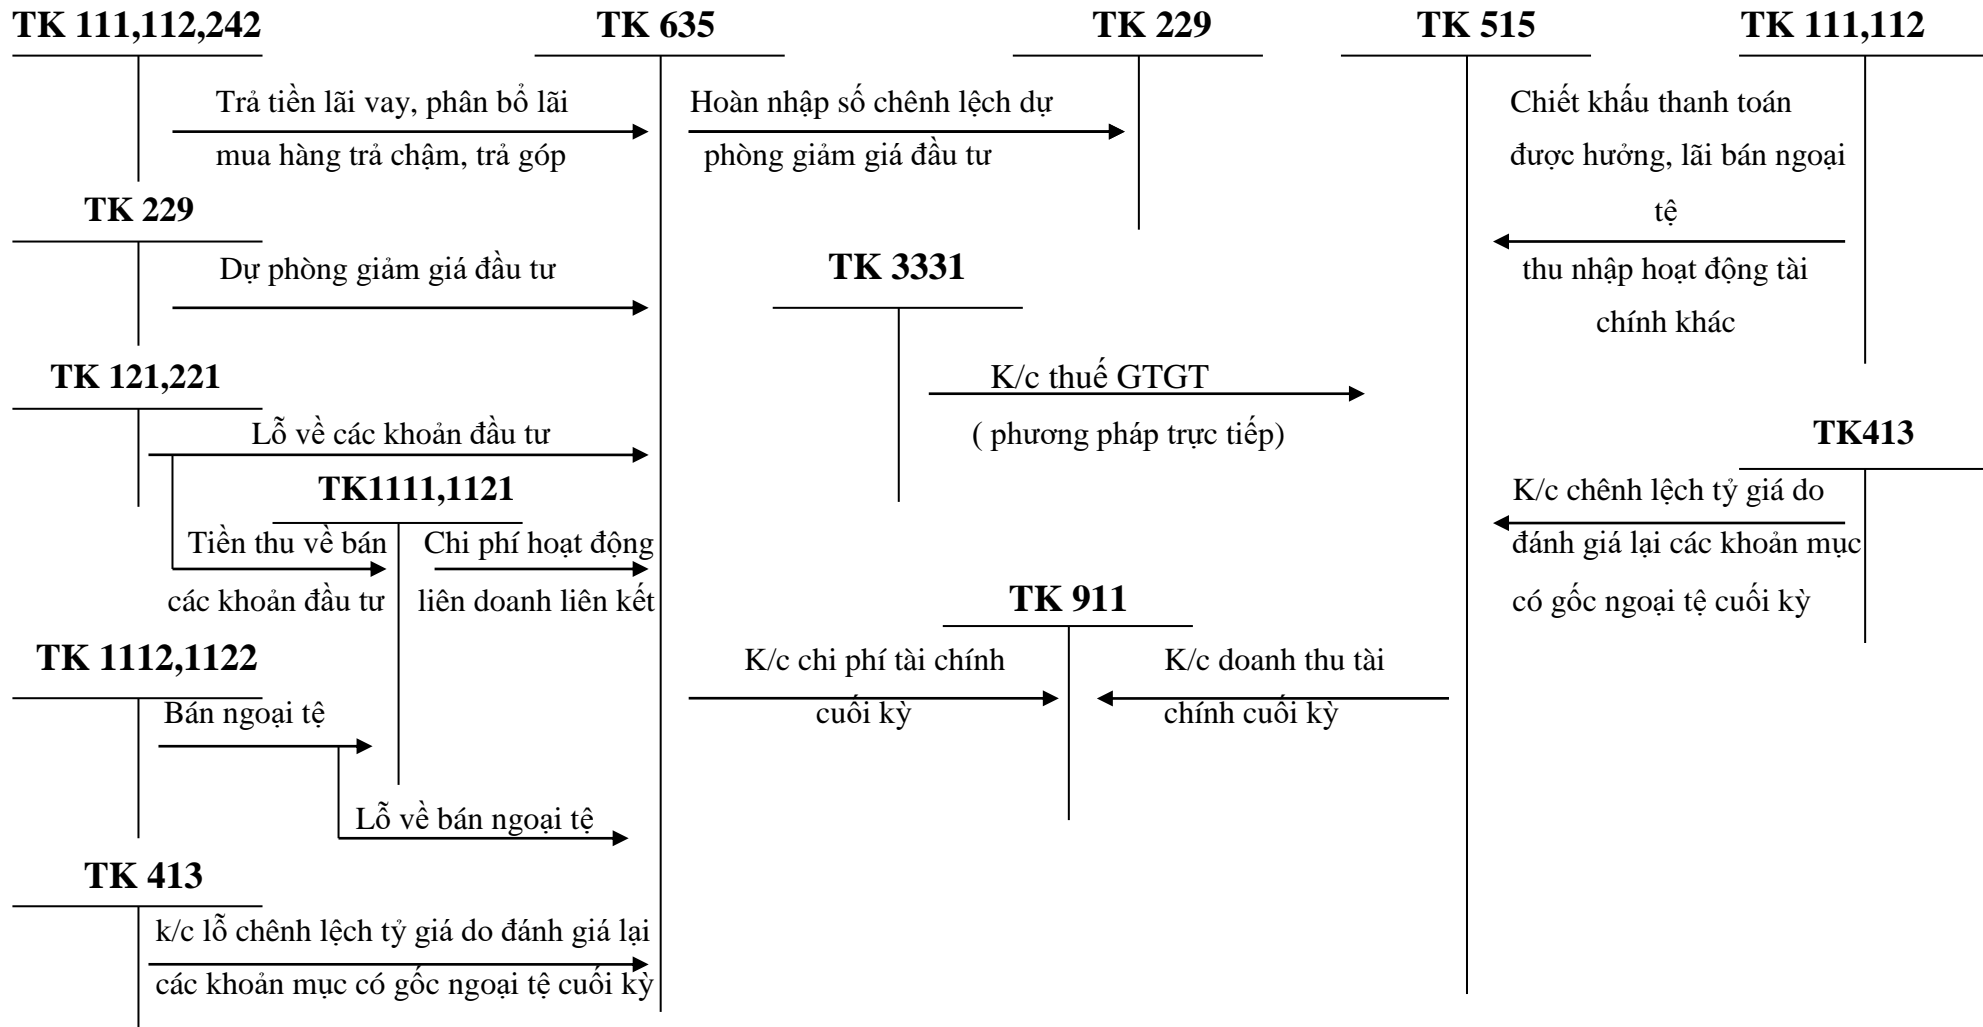 TK 111,112,242
TK 635
TK 229
TK 515
TK 111,112
Trả tiền lãi vay, phân bổ lãi
mua hàng trả chậm, trả góp
Hoàn nhập số chênh lệch dự
phòng giảm giá đầu tư
Chiết khấu thanh toán
được hưởng, lãi bán ngoại
tệ
thu nhập hoạt động tài
chính khác
TK 229
Dự phòng giảm giá đầu tư
TK 3331
K/c thuế GTGT
( phương pháp trực tiếp)
TK 121,221
Lỗ về các khoản đầu tư
TK413
K/c chênh lệch tỷ giá do
đánh giá lại các khoản mục
có gốc ngoại tệ cuối kỳ
TK1111,1121
Tiền thu về bán
các khoản đầu tư
Chi phí hoạt động
liên doanh liên kết
TK 911
K/c chi phí tài chính
cuối kỳ
K/c doanh thu tài
chính cuối kỳ
TK 1112,1122
Bán ngoại tệ
Lỗ về bán ngoại tệ
TK 413
k/c lỗ chênh lệch tỷ giá do đánh giá lại
các khoản mục có gốc ngoại tệ cuối kỳ